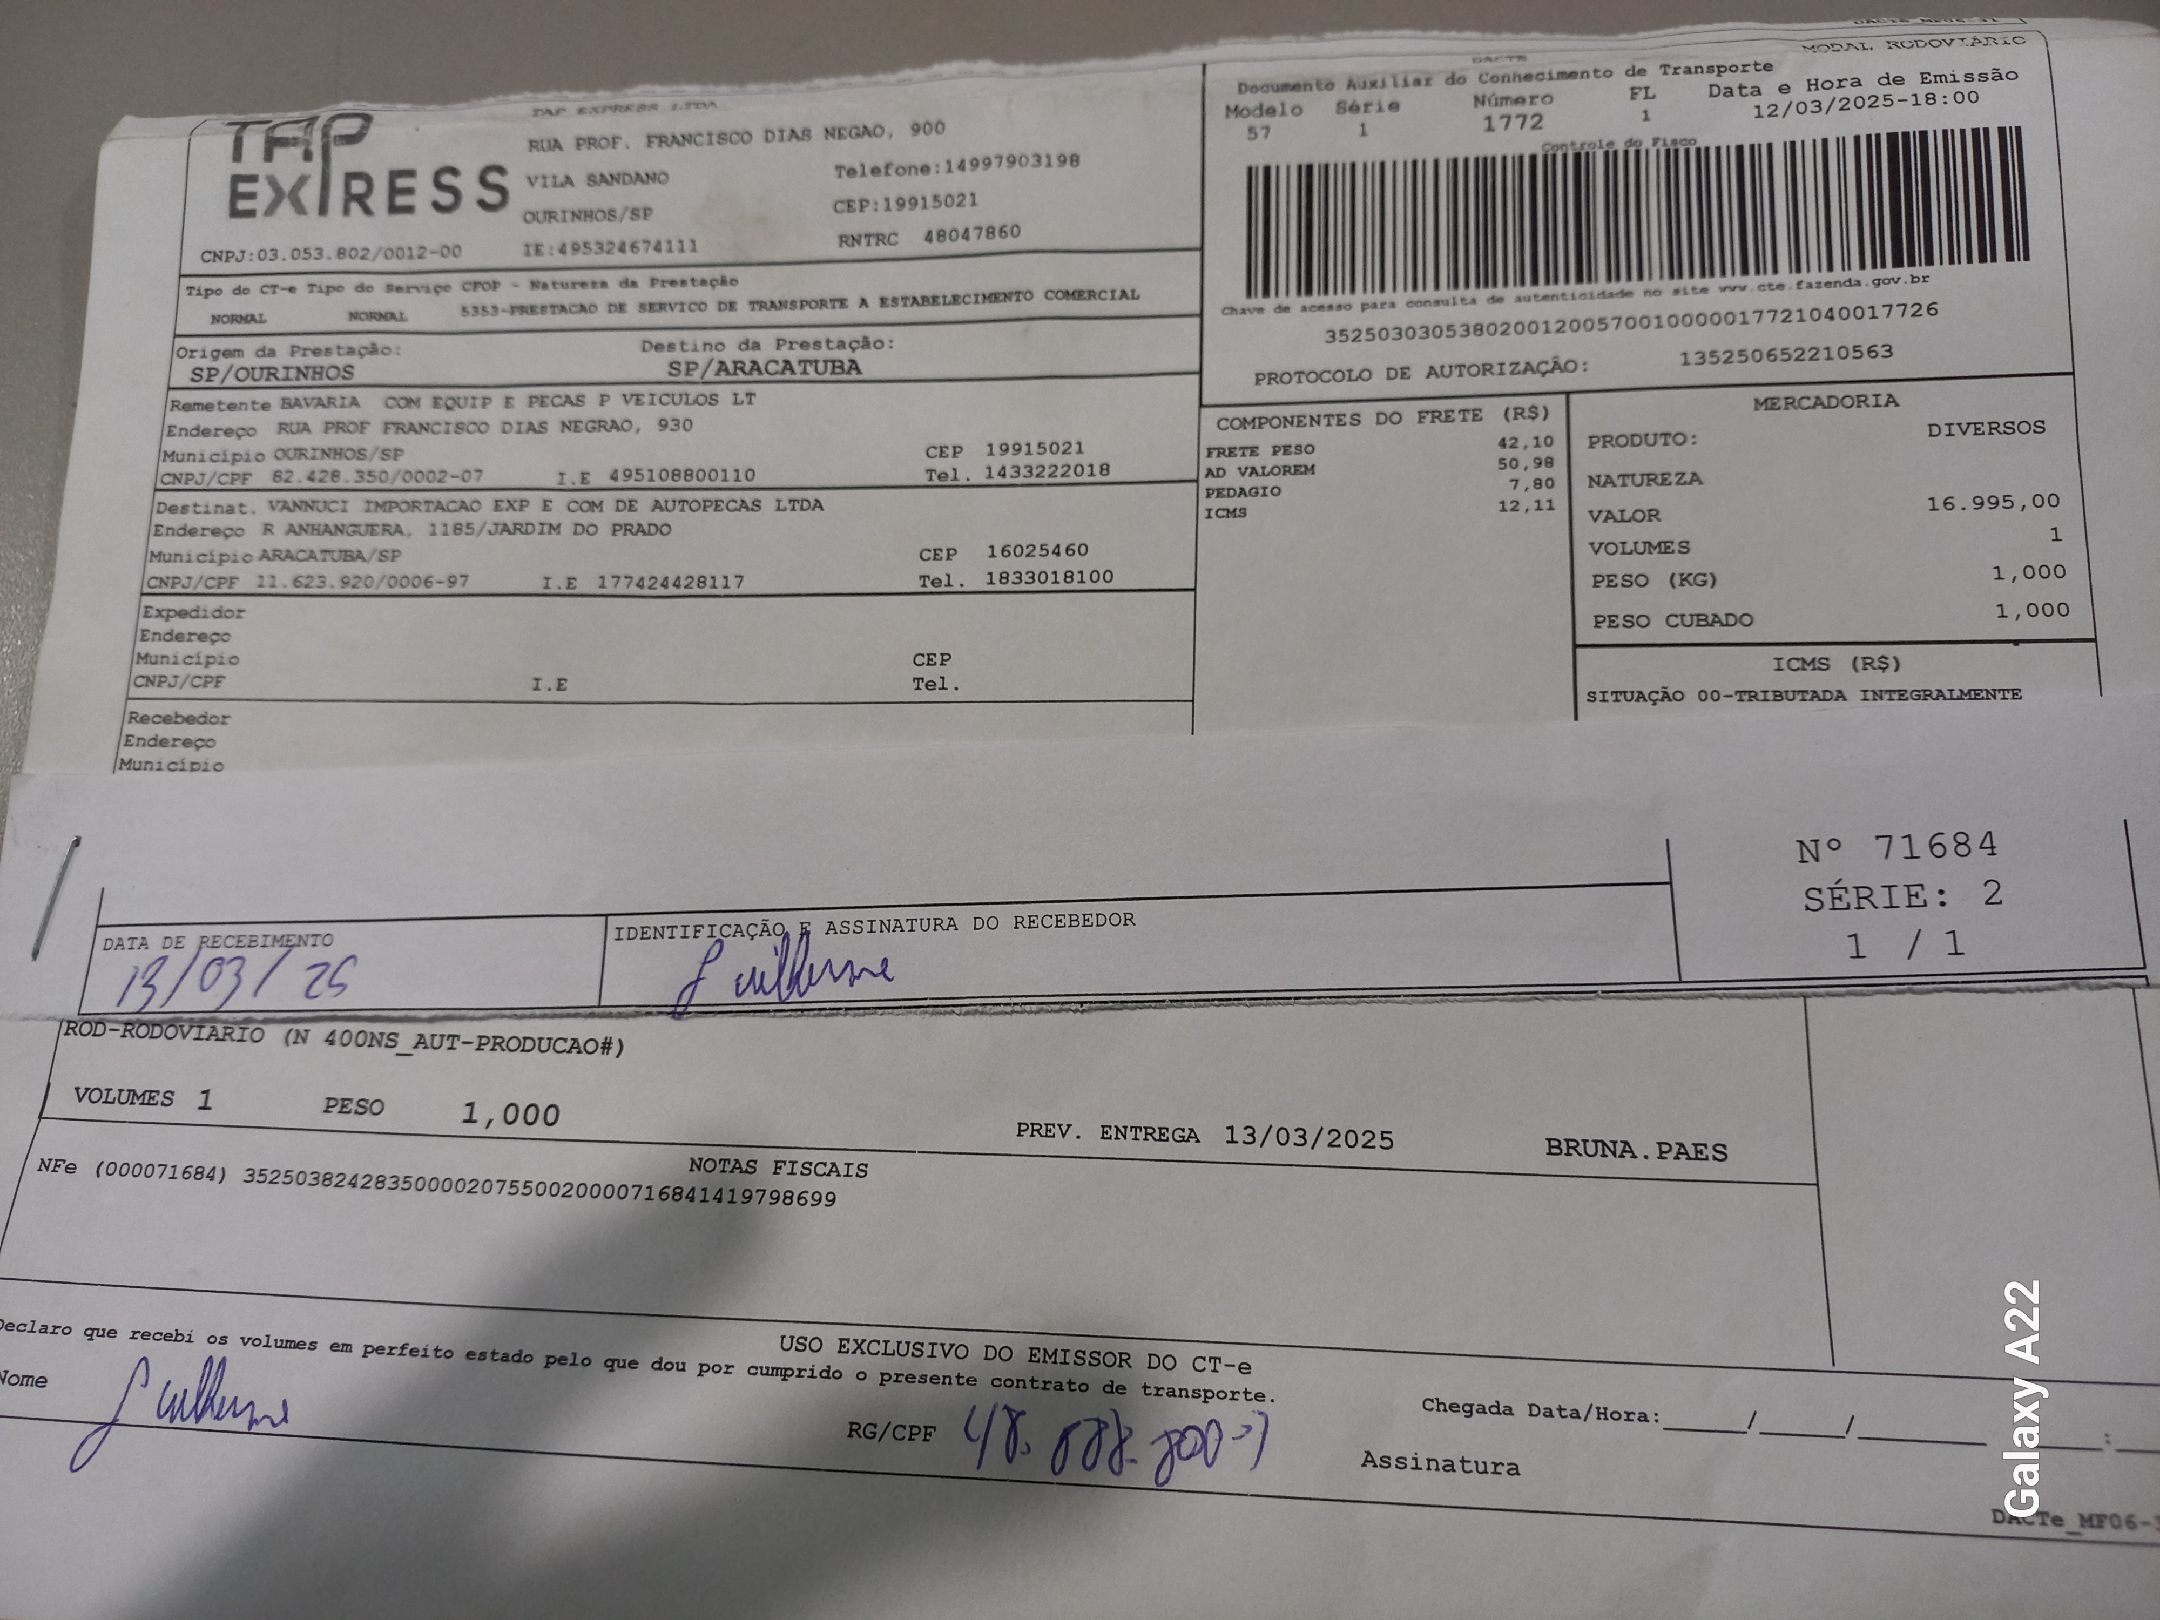 MODAL RODOVIÁRIO
TAP EXPRESS
TAP EXPRESS LTDA
RUA PROF. FRANCISCO DIAS NEGAO, 900
VILA SANDANO
Telefone:14997903198
OURINHOS/SP
CEP:19915021
CNPJ:03.053.802/0012-00 IE:495324674111 RNTRC 48047860
DACTE
Documento Auxiliar do Conhecimento de Transporte
Modelo Série Número FL Data e Hora de Emissão
57 1 1772 1 12/03/2025-18:00
Controle do Fisco
Chave de acesso para consulta de autenticidade no site www.cte.fazenda.gov.br
35250303053802001200570010000017721040017726
PROTOCOLO DE AUTORIZAÇÃO: 135250652210563
Tipo do CT-e Tipo do Serviço CFOP - Natureza da Prestação
NORMAL NORMAL 5353-PRESTACAO DE SERVICO DE TRANSPORTE A ESTABELECIMENTO COMERCIAL
Origem da Prestação: Destino da Prestação:
SP/OURINHOS SP/ARACATUBA
Remetente BAVARIA COM EQUIP E PECAS P VEICULOS LT
Endereço RUA PROF FRANCISCO DIAS NEGRAO, 930
Município OURINHOS/SP CEP 19915021
CNPJ/CPF 82.428.350/0002-07 I.E 495108800110 Tel. 1433222018
Destinat. VANNUCI IMPORTACAO EXP E COM DE AUTOPECAS LTDA
Endereço R ANHANGUERA, 1185/JARDIM DO PRADO
Município ARACATUBA/SP CEP 16025460
CNPJ/CPF 11.623.920/0006-97 I.E 177424428117 Tel. 1833018100
Expedidor
Endereço
Município CEP
CNPJ/CPF I.E Tel.
Recebedor
Endereço
Município
COMPONENTES DO FRETE (R$)
FRETE PESO 42,10
AD VALOREM 50,98
PEDAGIO 7,80
ICMS 12,11
MERCADORIA
PRODUTO: DIVERSOS
NATUREZA
VALOR 16.995,00
VOLUMES 1
PESO (KG) 1,000
PESO CUBADO 1,000
ICMS (R$)
SITUAÇÃO 00-TRIBUTADA INTEGRALMENTE
Nº 71684
SÉRIE: 2
1 / 1
DATA DE RECEBIMENTO IDENTIFICAÇÃO E ASSINATURA DO RECEBEDOR
13/03/25 Guilherme
ROD-RODOVIARIO (N 400NS_AUT-PRODUCAO#)
VOLUMES 1 PESO 1,000 PREV. ENTREGA 13/03/2025 BRUNA.PAES
NOTAS FISCAIS
NFe (000071684) 35250382428350000207550020000716841419798699
USO EXCLUSIVO DO EMISSOR DO CT-e
Declaro que recebi os volumes em perfeito estado pelo que dou por cumprido o presente contrato de transporte.
Nome Guilherme RG/CPF Chegada Data/Hora:____/____/______ ____:
Assinatura
DACTe_MF06-3
Galaxy A22